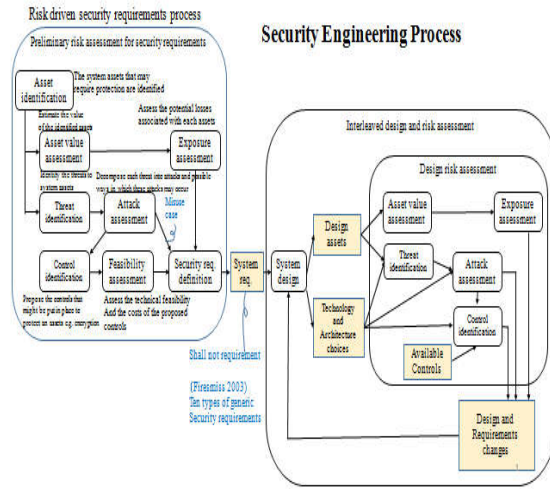 Risk driven security requirements process
Preliminary risk assessment for security requirements
Security Engineering Process
Asset
identification
The system assets that may
require protection are identified
Estimate the value
of the identified assets
Assess the potential losses
associated with each assets
Asset value
assessment
Exposure
assessment
Identify the threats to
system assets
Decompose each threat into attacks and possible
ways in which these attacks may occur
Threat
identification
Attack
assessment
Misuse
case
Control
identification
Feasibility
assessment
Security req.
definition
System
req.
Propose the controls that
might be put in place to
protect an assets e.g. encryption
Assess the technical feasibility
And the costs of the proposed
controls
Shall not requirement
(Firesmiss 2003)
Ten types of generic
Security requirements
Interleaved design and risk assessment
Design risk assessment
System
design
Design
assets
Technology
and
Architecture
choices
Asset value
assessment
Exposure
assessment
Threat
identification
Attack
assessment
Control
identification
Available
Controls
Design and
Requirements
changes